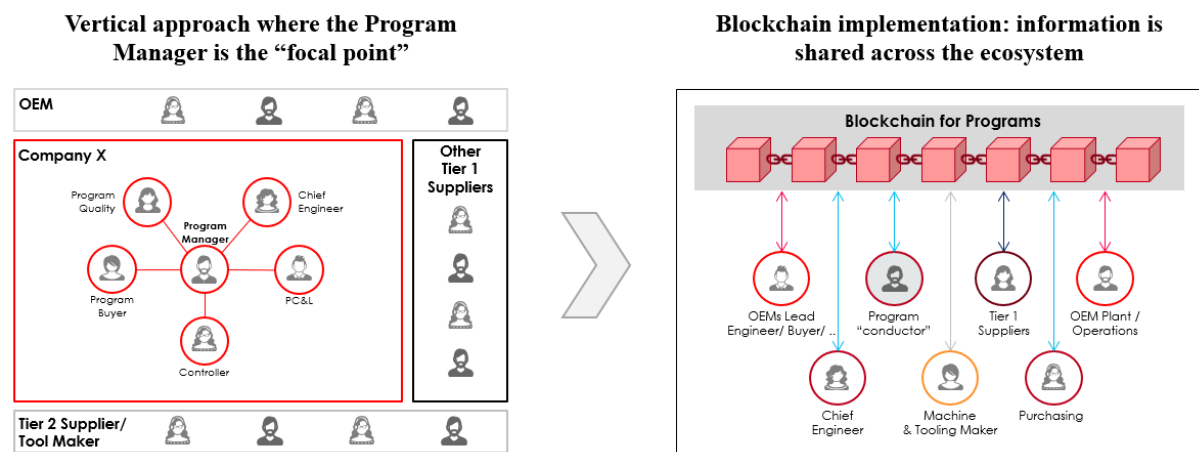 Vertical approach where the Program
Manager is the “focal point”
OEM
Company X
Program
Quality
Chief
Engineer
Program
Manager
Program
Buyer
PC&L
Controller
Other
Tier 1
Suppliers
Tier 2 Supplier/
Tool Maker
Blockchain implementation: information is
shared across the ecosystem
Blockchain for Programs
OEMs Lead
Engineer/ Buyer/ ..
Program
“conductor”
Tier 1
Suppliers
OEM Plant /
Operations
Chief
Engineer
Machine
& Tooling Maker
Purchasing